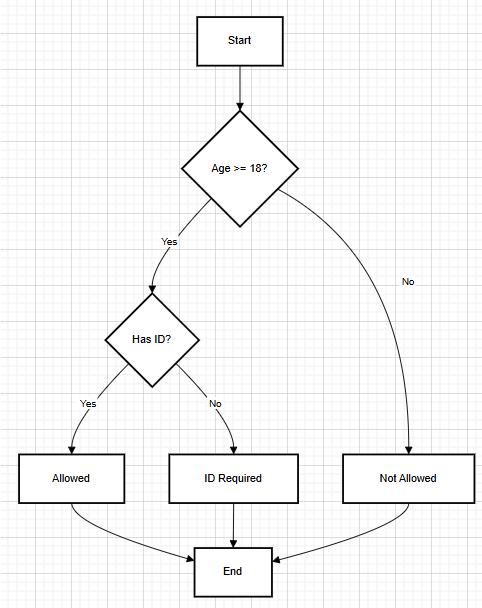 Start
Age >= 18?
Yes
No
Has ID?
Yes
No
Allowed
ID Required
Not Allowed
End